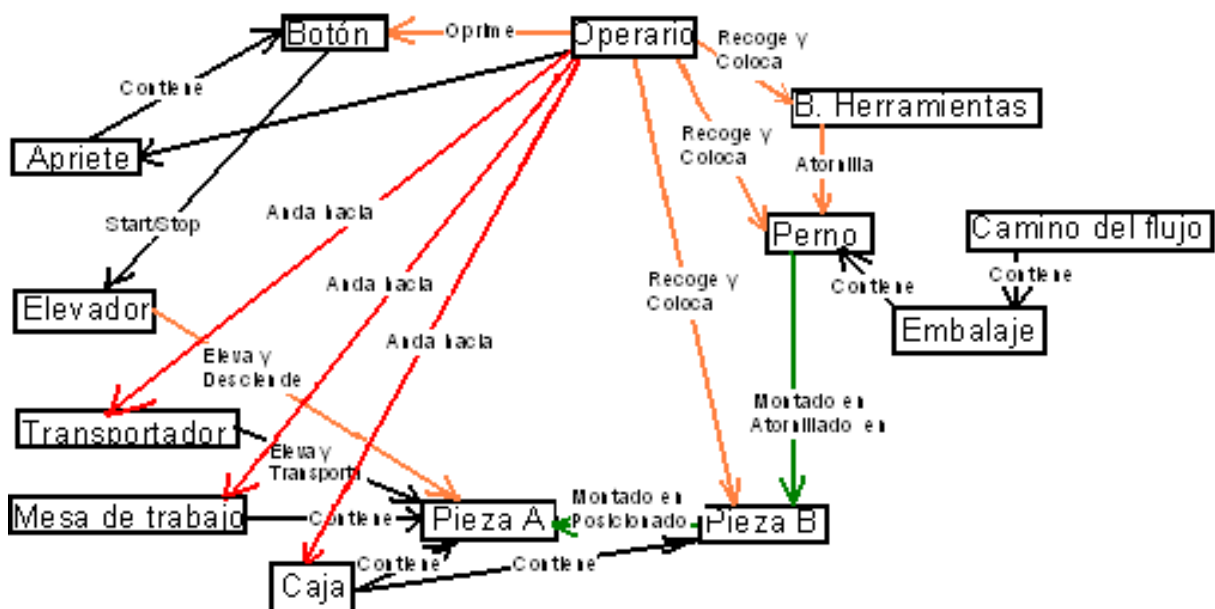 Botón
Oprime
Operario
Recoge y
Coloca
Contiene
B. Herramientas
Recoge y
Coloca
Apriete
Atornilla
Anda hacia
Start/Stop
Perno
Camino del flujo
Recoge y
Coloca
Anda hacia
Contiene
Contiene
Elevador
Embalaje
Anda hacia
Eleva y
Desciende
Montado en
Atornillado en
Transportador
Eleva y
Transporta
Mesa de trabajo
Contiene
Pieza A
Montado en
Posicionado
Pieza B
Contiene
Contiene
Caja